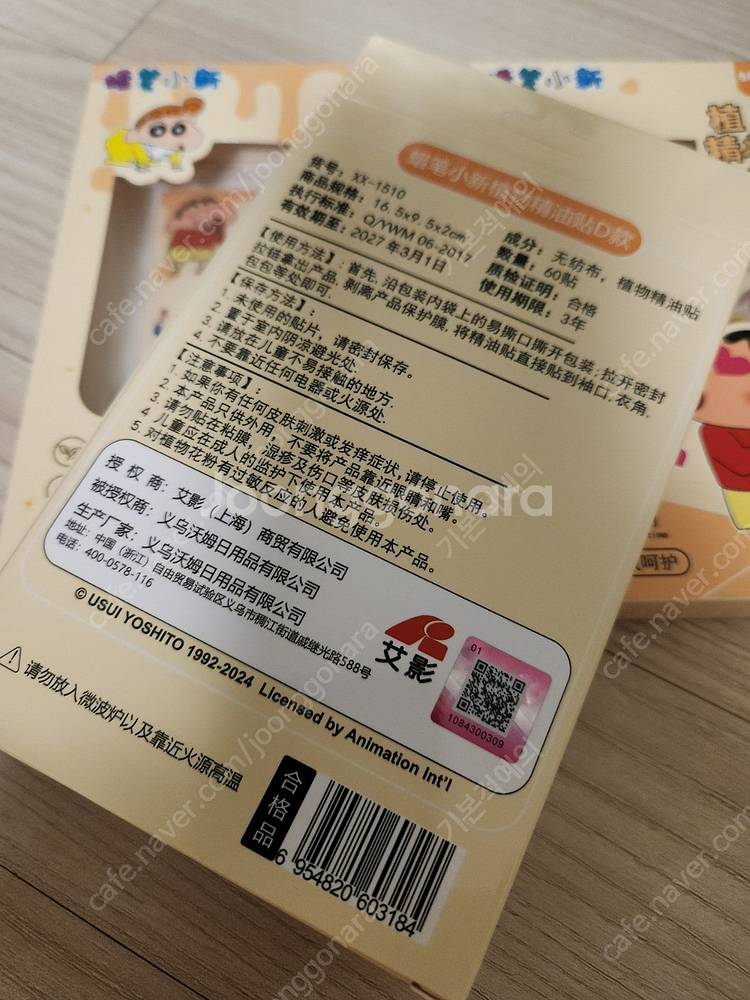 蜡笔小新
蜡笔小新
植
精
蜡笔小新植物精油贴D款
货号：XX-1510
商品规格：16.5x9.5x2cm
执行标准：Q/YWM 06-2017
有效期至：2027年3月1日
成分：无纺布，植物精油贴
数量：60贴
质检证明：合格
使用期限：3年
【使用方法】：首先，沿包装内袋上的易撕口撕开包装；拉开密封
拉链拿出产品，剥离产品保护膜，将精油贴直接贴到袖口，衣角，
包包等处即可.
【保存方法】：
1. 未使用的贴片，请密封保存。
2. 置于室内阴凉避光处.
3. 请放在儿童不易接触的地方.
4. 不要靠近任何电器或火源处.
【注意事项】：
1. 如果你有任何皮肤刺激或发痒症状，请停止使用。
2. 本产品只供外用，不要将产品靠近眼睛和嘴。
3. 请勿贴在粘膜，湿疹及伤口等皮肤损伤处。
4. 儿童应在成人的监护下使用本产品。
5. 对植物花粉有过敏反应的人避免使用本产品。
授 权 商：艾影（上海）商贸有限公司
被授权商：义乌沃姆日用品有限公司
生产厂家：义乌沃姆日用品有限公司
地址：中国（浙江）自由贸易试验区义乌市稠江街道戚继光路588号
电话：400-0578-116
艾影
01
1084300309
© USUI YOSHITO 1992-2024 Licensed by Animation Int'l
请勿放入微波炉以及靠近火源高温
合格品
6 954820 603184
呵护
Joonggonara
cafe.naver.com/joonggonara